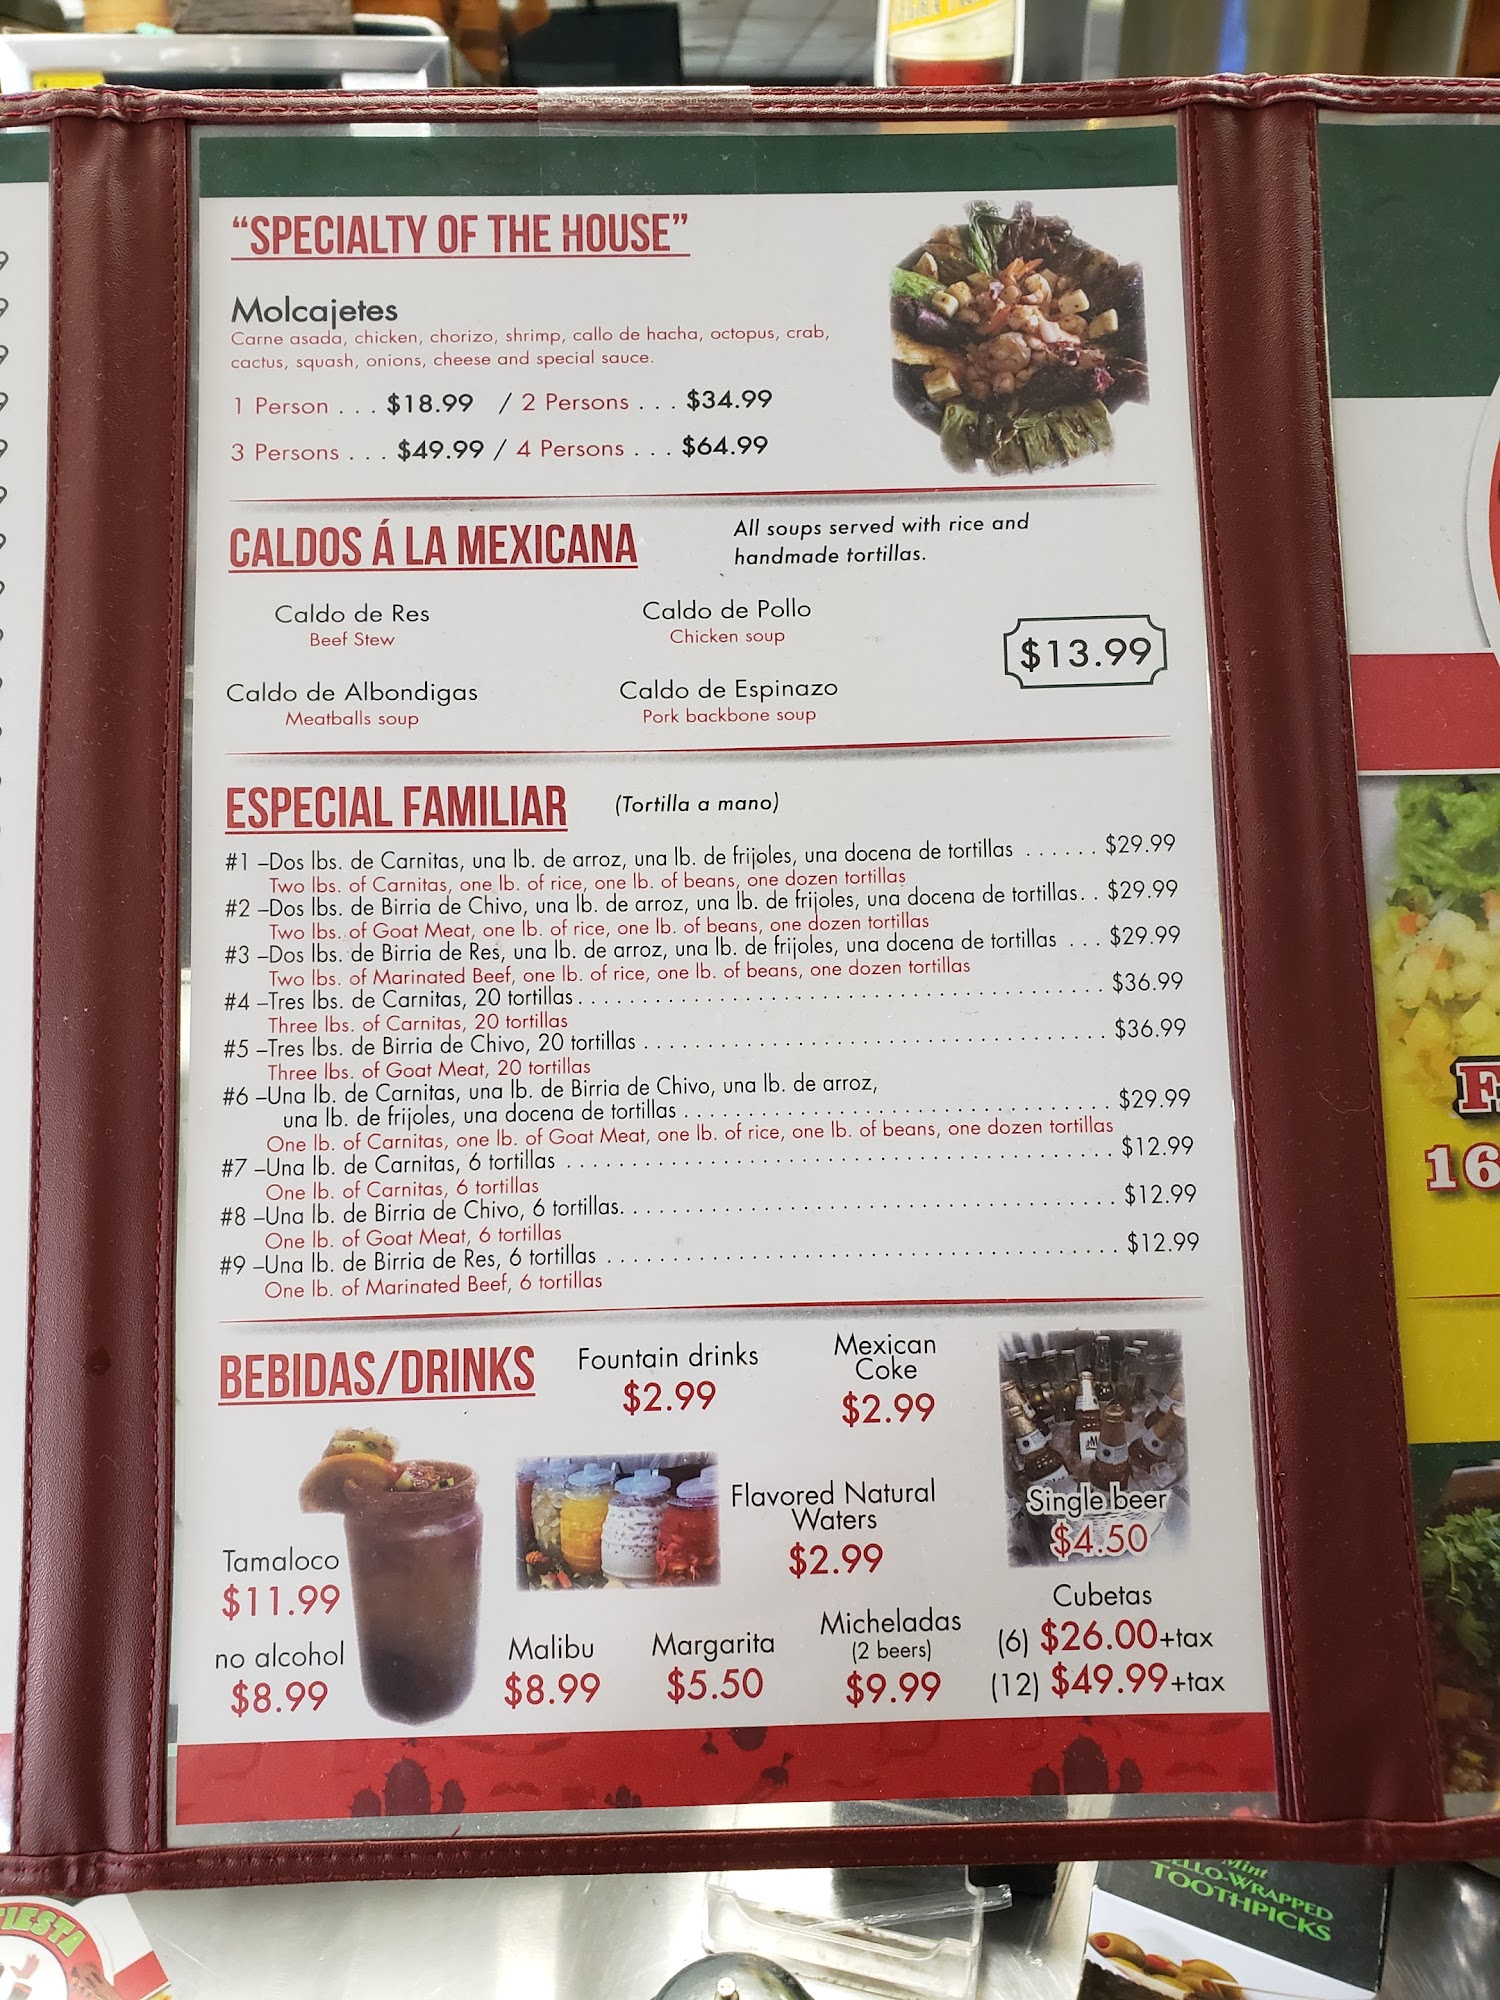 "SPECIALTY OF THE HOUSE"
Molcajetes
Carne asada, chicken, chorizo, shrimp, callo de hacha, octopus, crab,
cactus, squash, onions, cheese and special sauce.
1 Person . . . $18.99 / 2 Persons . . . $34.99
3 Persons . . . $49.99 / 4 Persons . . . $64.99
CALDOS Á LA MEXICANA
All soups served with rice and
handmade tortillas.
Caldo de Res
Beef Stew
Caldo de Pollo
Chicken soup
$13.99
Caldo de Albondigas
Meatballs soup
Caldo de Espinazo
Pork backbone soup
ESPECIAL FAMILIAR (Tortilla a mano)
#1 –Dos lbs. de Carnitas, una lb. de arroz, una lb. de frijoles, una docena de tortillas . . . . . . $29.99
Two lbs. of Carnitas, one lb. of rice, one lb. of beans, one dozen tortillas
#2 –Dos lbs. de Birria de Chivo, una lb. de arroz, una lb. de frijoles, una docena de tortillas. . $29.99
Two lbs. of Goat Meat, one lb. of rice, one lb. of beans, one dozen tortillas
#3 –Dos lbs. de Birria de Res, una lb. de arroz, una lb. de frijoles, una docena de tortillas . . . $29.99
Two lbs. of Marinated Beef, one lb. of rice, one lb. of beans, one dozen tortillas
#4 –Tres lbs. de Carnitas, 20 tortillas . . . . . . . . . . $36.99
Three lbs. of Carnitas, 20 tortillas
#5 –Tres lbs. de Birria de Chivo, 20 tortillas . . . . . . . . . . $36.99
Three lbs. of Goat Meat, 20 tortillas
#6 –Una lb. de Carnitas, una lb. de Birria de Chivo, una lb. de arroz,
una lb. de frijoles, una docena de tortillas . . . . . . . . . . $29.99
One lb. of Carnitas, one lb. of Goat Meat, one lb. of rice, one lb. of beans, one dozen tortillas
#7 –Una lb. de Carnitas, 6 tortillas . . . . . . . . . . $12.99
One lb. of Carnitas, 6 tortillas
#8 –Una lb. de Birria de Chivo, 6 tortillas. . . . . . . . . . $12.99
One lb. of Goat Meat, 6 tortillas
#9 –Una lb. de Birria de Res, 6 tortillas . . . . . . . . . . $12.99
One lb. of Marinated Beef, 6 tortillas
BEBIDAS/DRINKS
Fountain drinks
$2.99
Mexican
Coke
$2.99
Flavored Natural
Waters
$2.99
Single beer
$4.50
Tamaloco
$11.99
no alcohol
$8.99
Malibu
$8.99
Margarita
$5.50
Micheladas
(2 beers)
$9.99
Cubetas
(6) $26.00+tax
(12) $49.99+tax
16
Mint
TOOTHPICKS